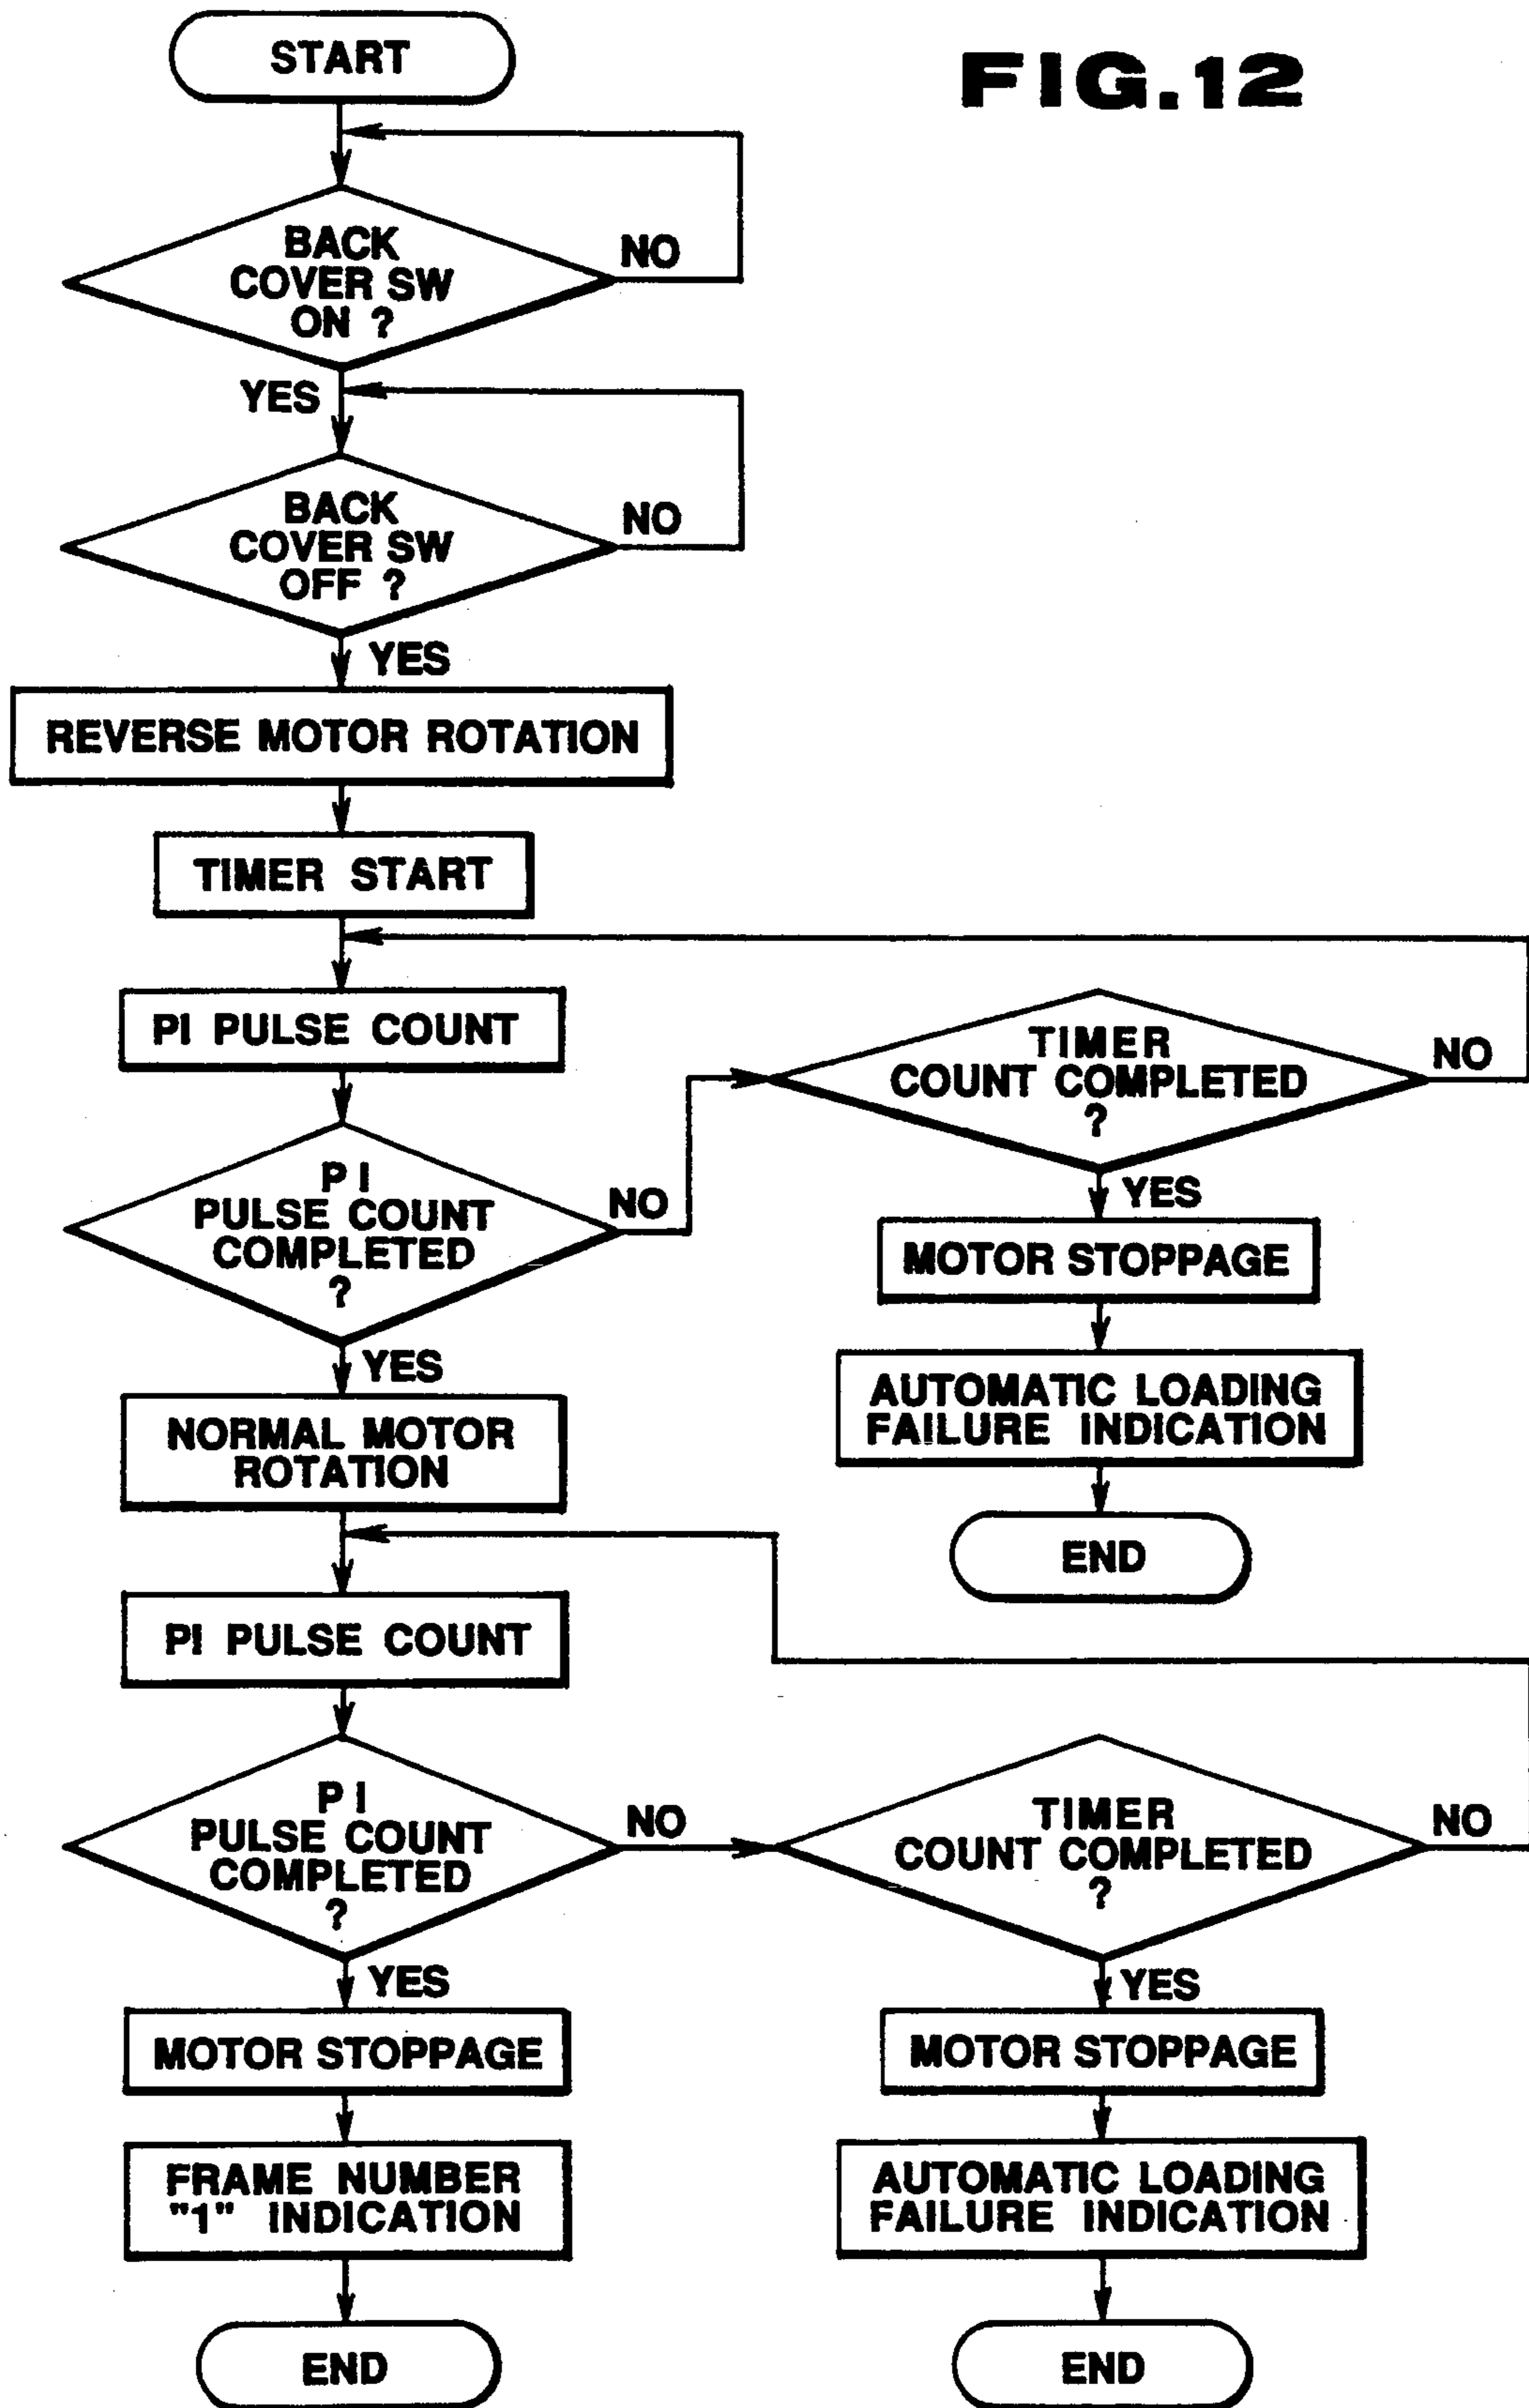 FIG.12
START
BACK
COVER SW
ON ?
NO
YES
BACK
COVER SW
OFF ?
NO
YES
REVERSE MOTOR ROTATION
TIMER START
PI PULSE COUNT
PI
PULSE COUNT
COMPLETED
?
NO
TIMER
COUNT COMPLETED
?
NO
YES
MOTOR STOPPAGE
AUTOMATIC LOADING
FAILURE INDICATION
END
YES
NORMAL MOTOR
ROTATION
PI PULSE COUNT
PI
PULSE COUNT
COMPLETED
?
NO
TIMER
COUNT COMPLETED
?
NO
YES
MOTOR STOPPAGE
FRAME NUMBER
"1" INDICATION
END
YES
MOTOR STOPPAGE
AUTOMATIC LOADING
FAILURE INDICATION
END